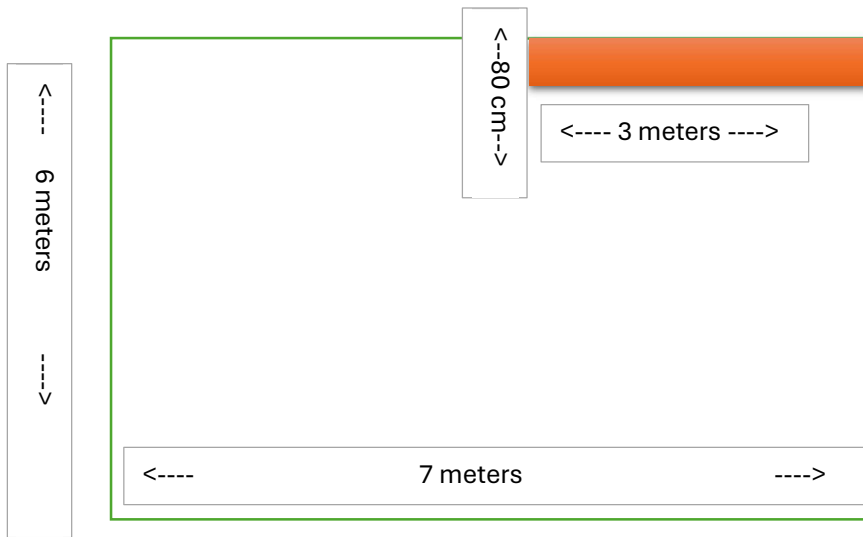 <--80 cm--->
<---- 3 meters ---->
<----  6 meters  ---->
<----  7 meters  ---->